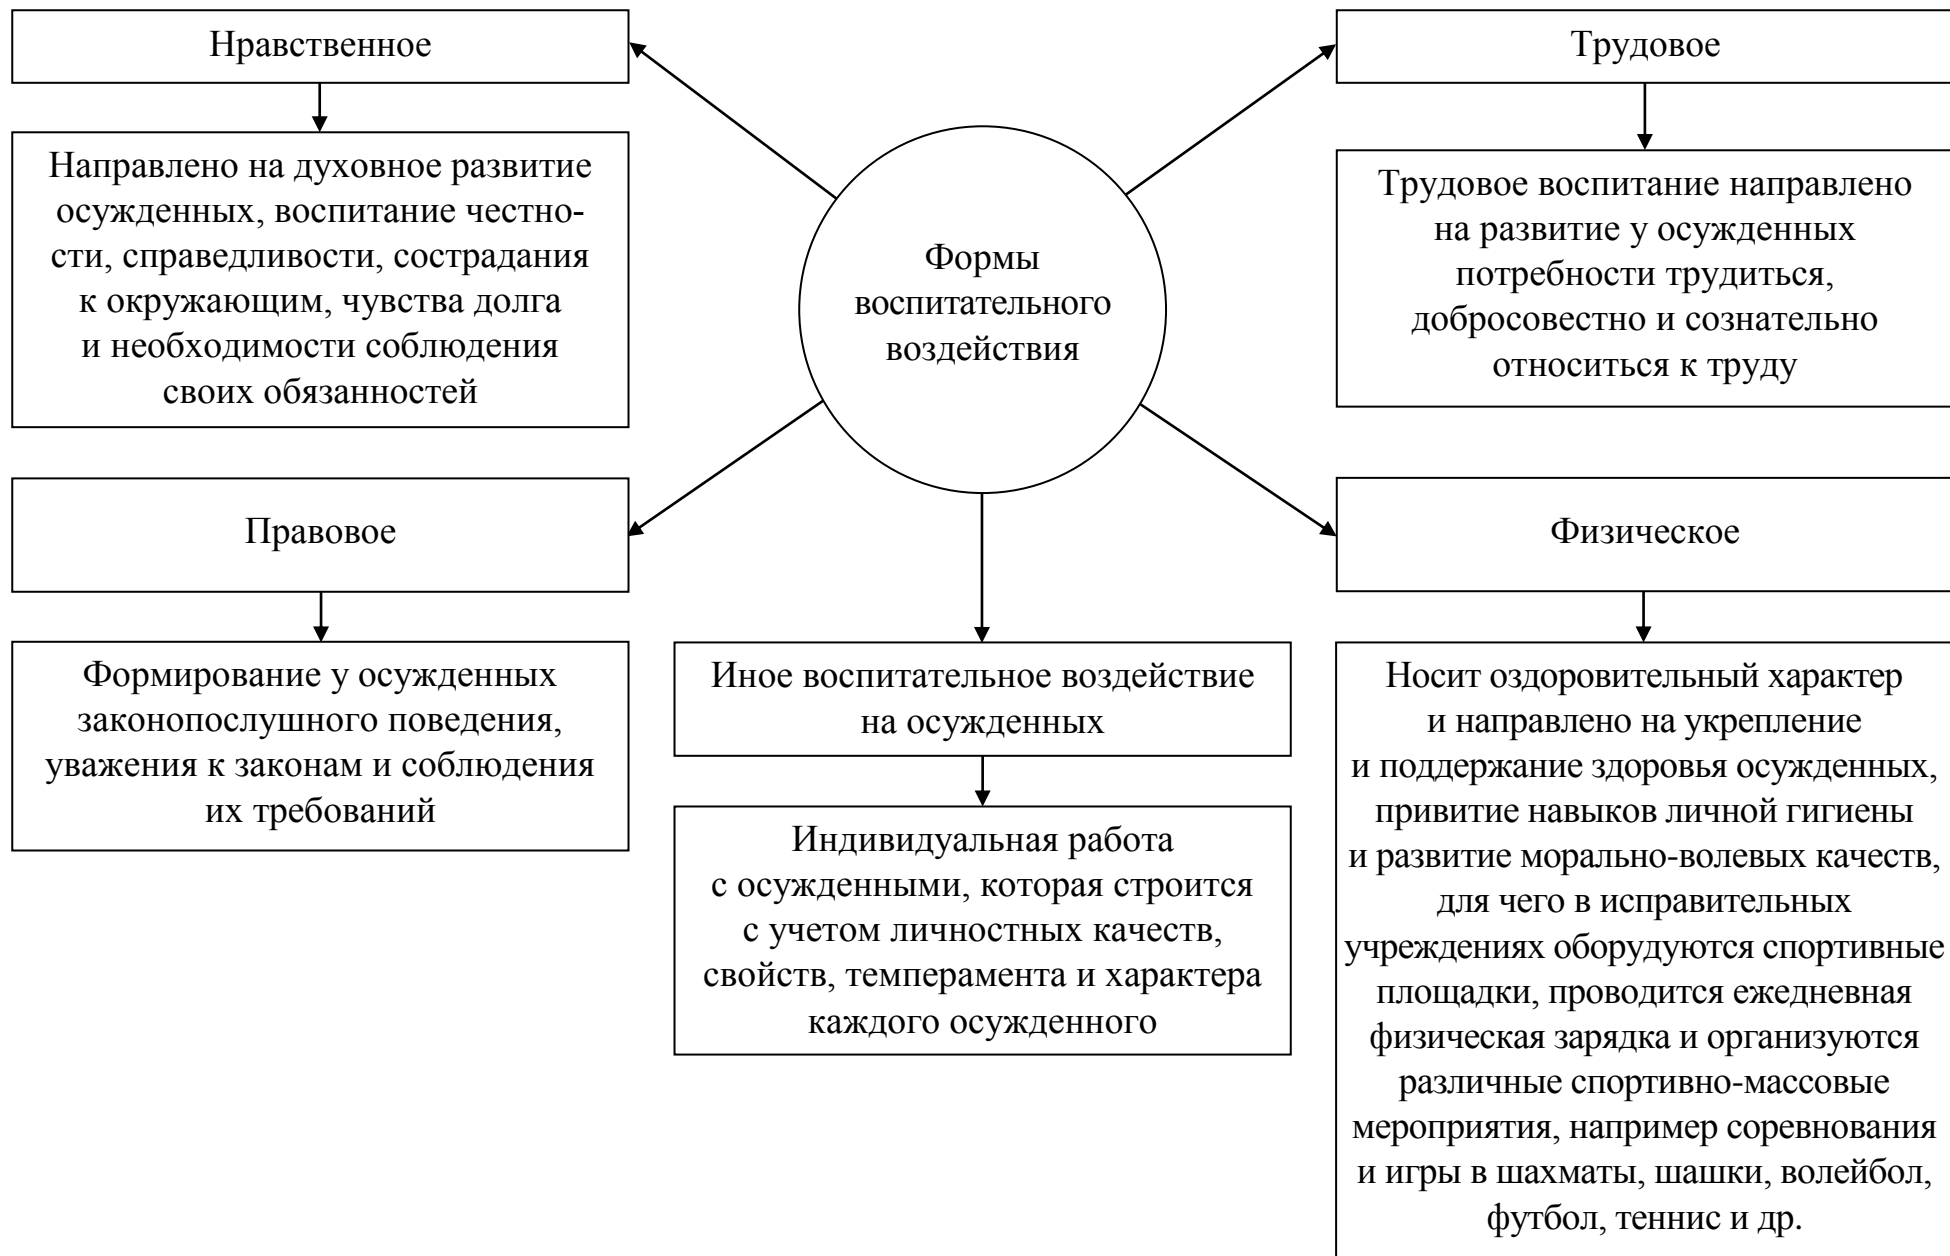 Нравственное
Направлено на духовное развитие
осужденных, воспитание честно-
сти, справедливости, сострадания
к окружающим, чувства долга
и необходимости соблюдения
своих обязанностей
Формы
воспитательного
воздействия
Трудовое
Трудовое воспитание направлено
на развитие у осужденных
потребности трудиться,
добросовестно и сознательно
относиться к труду
Правовое
Формирование у осужденных
законопослушного поведения,
уважения к законам и соблюдения
их требований
Иное воспитательное воздействие
на осужденных
Индивидуальная работа
с осужденными, которая строится
с учетом личностных качеств,
свойств, темперамента и характера
каждого осужденного
Физическое
Носит оздоровительный характер
и направлено на укрепление
и поддержание здоровья осужденных,
привитие навыков личной гигиены
и развитие морально-волевых качеств,
для чего в исправительных
учреждениях оборудуются спортивные
площадки, проводится ежедневная
физическая зарядка и организуются
различные спортивно-массовые
мероприятия, например соревнования
и игры в шахматы, шашки, волейбол,
футбол, теннис и др.